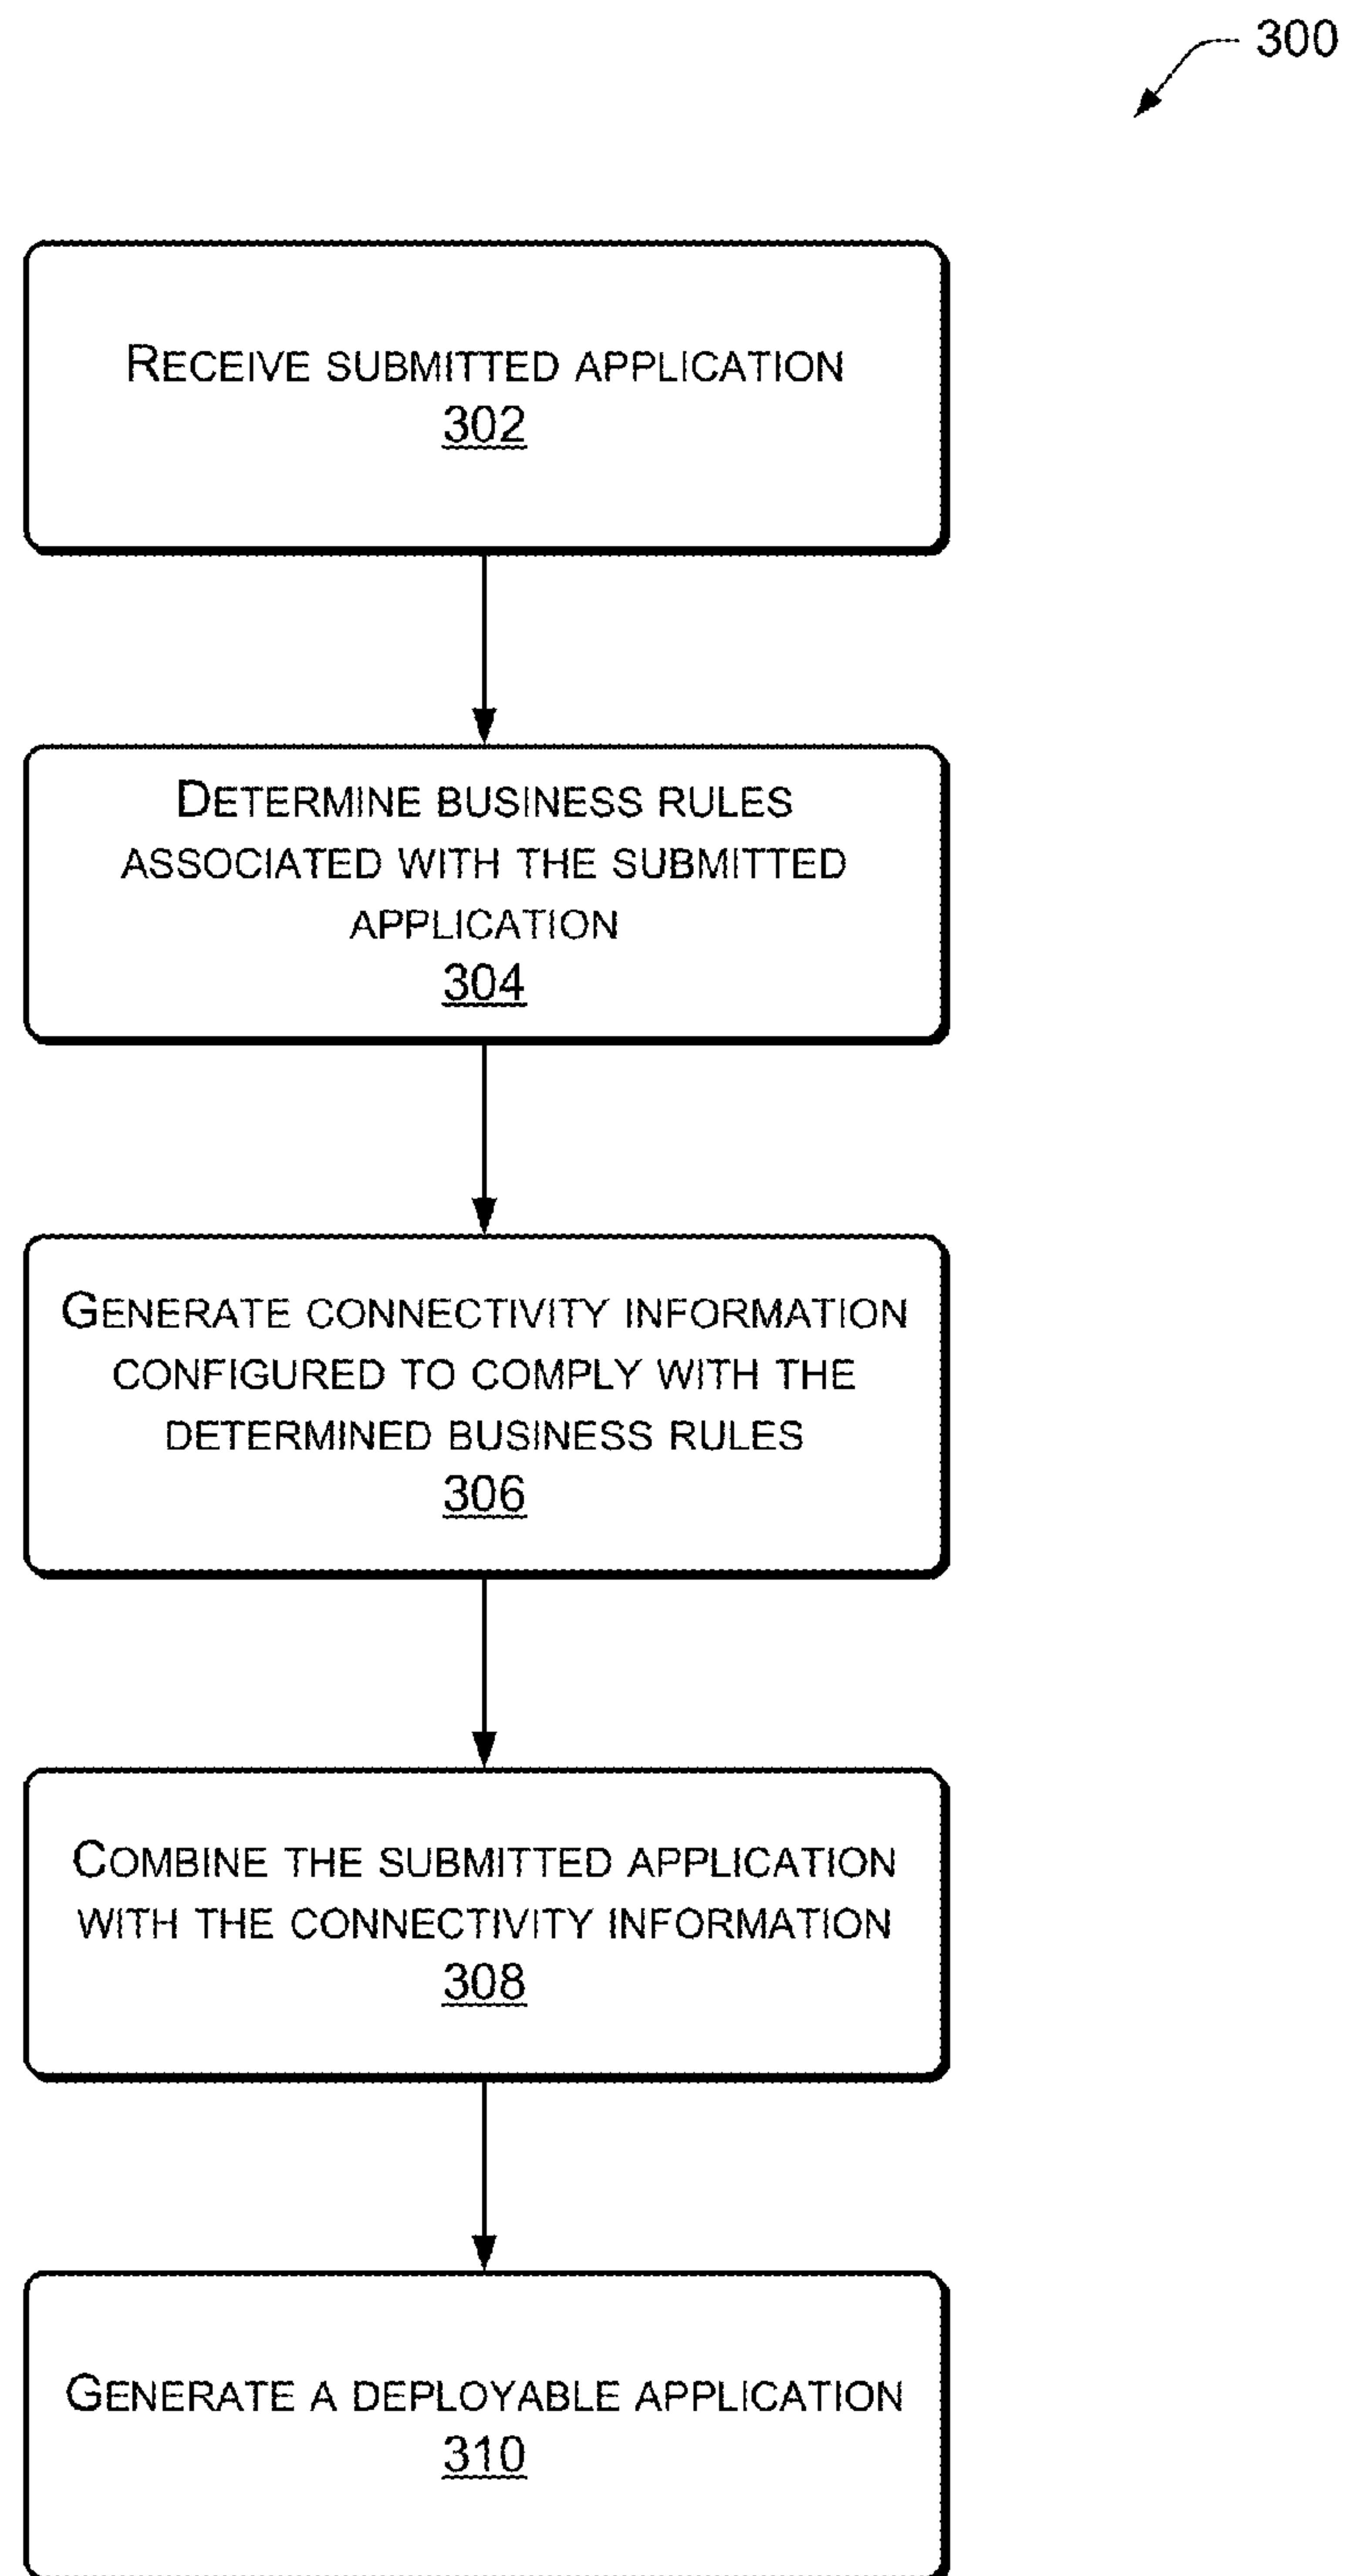 300
RECEIVE SUBMITTED APPLICATION
302
DETERMINE BUSINESS RULES
ASSOCIATED WITH THE SUBMITTED
APPLICATION
304
GENERATE CONNECTIVITY INFORMATION
CONFIGURED TO COMPLY WITH THE
DETERMINED BUSINESS RULES
306
COMBINE THE SUBMITTED APPLICATION
WITH THE CONNECTIVITY INFORMATION
308
GENERATE A DEPLOYABLE APPLICATION
310